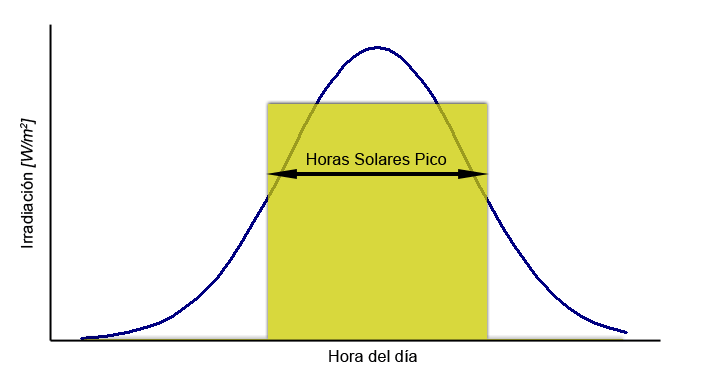 Irradiación [W/m²]
Horas Solares Pico
Hora del día